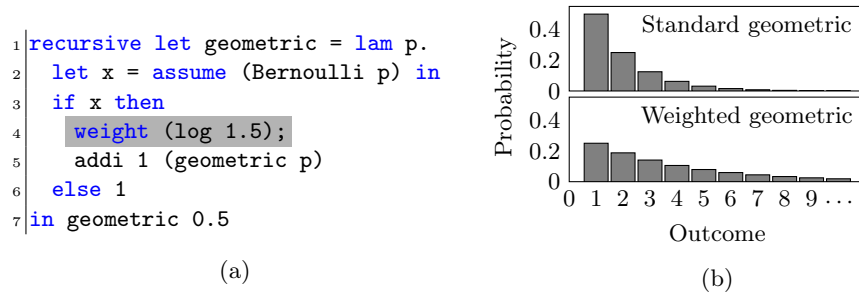 1 recursive let geometric = lam p.
2 let x = assume (Bernoulli p) in
3 if x then
4 weight (log 1.5);
5 addi 1 (geometric p)
6 else 1
7 in geometric 0.5
(a)
Probability
0.4
0.2
0
Standard geometric
0.4
0.2
0
Weighted geometric
0 1 2 3 4 5 6 7 8 9 ...
Outcome
(b)